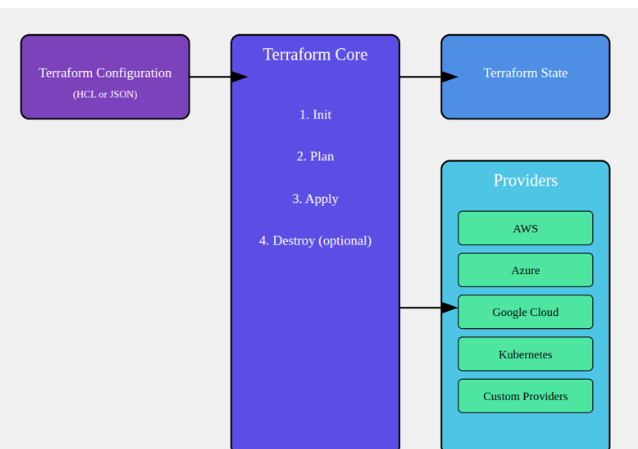 Terraform Configuration
(HCL or JSON)
Terraform Core
1. Init
2. Plan
3. Apply
4. Destroy (optional)
Terraform State
Providers
AWS
Azure
Google Cloud
Kubernetes
Custom Providers